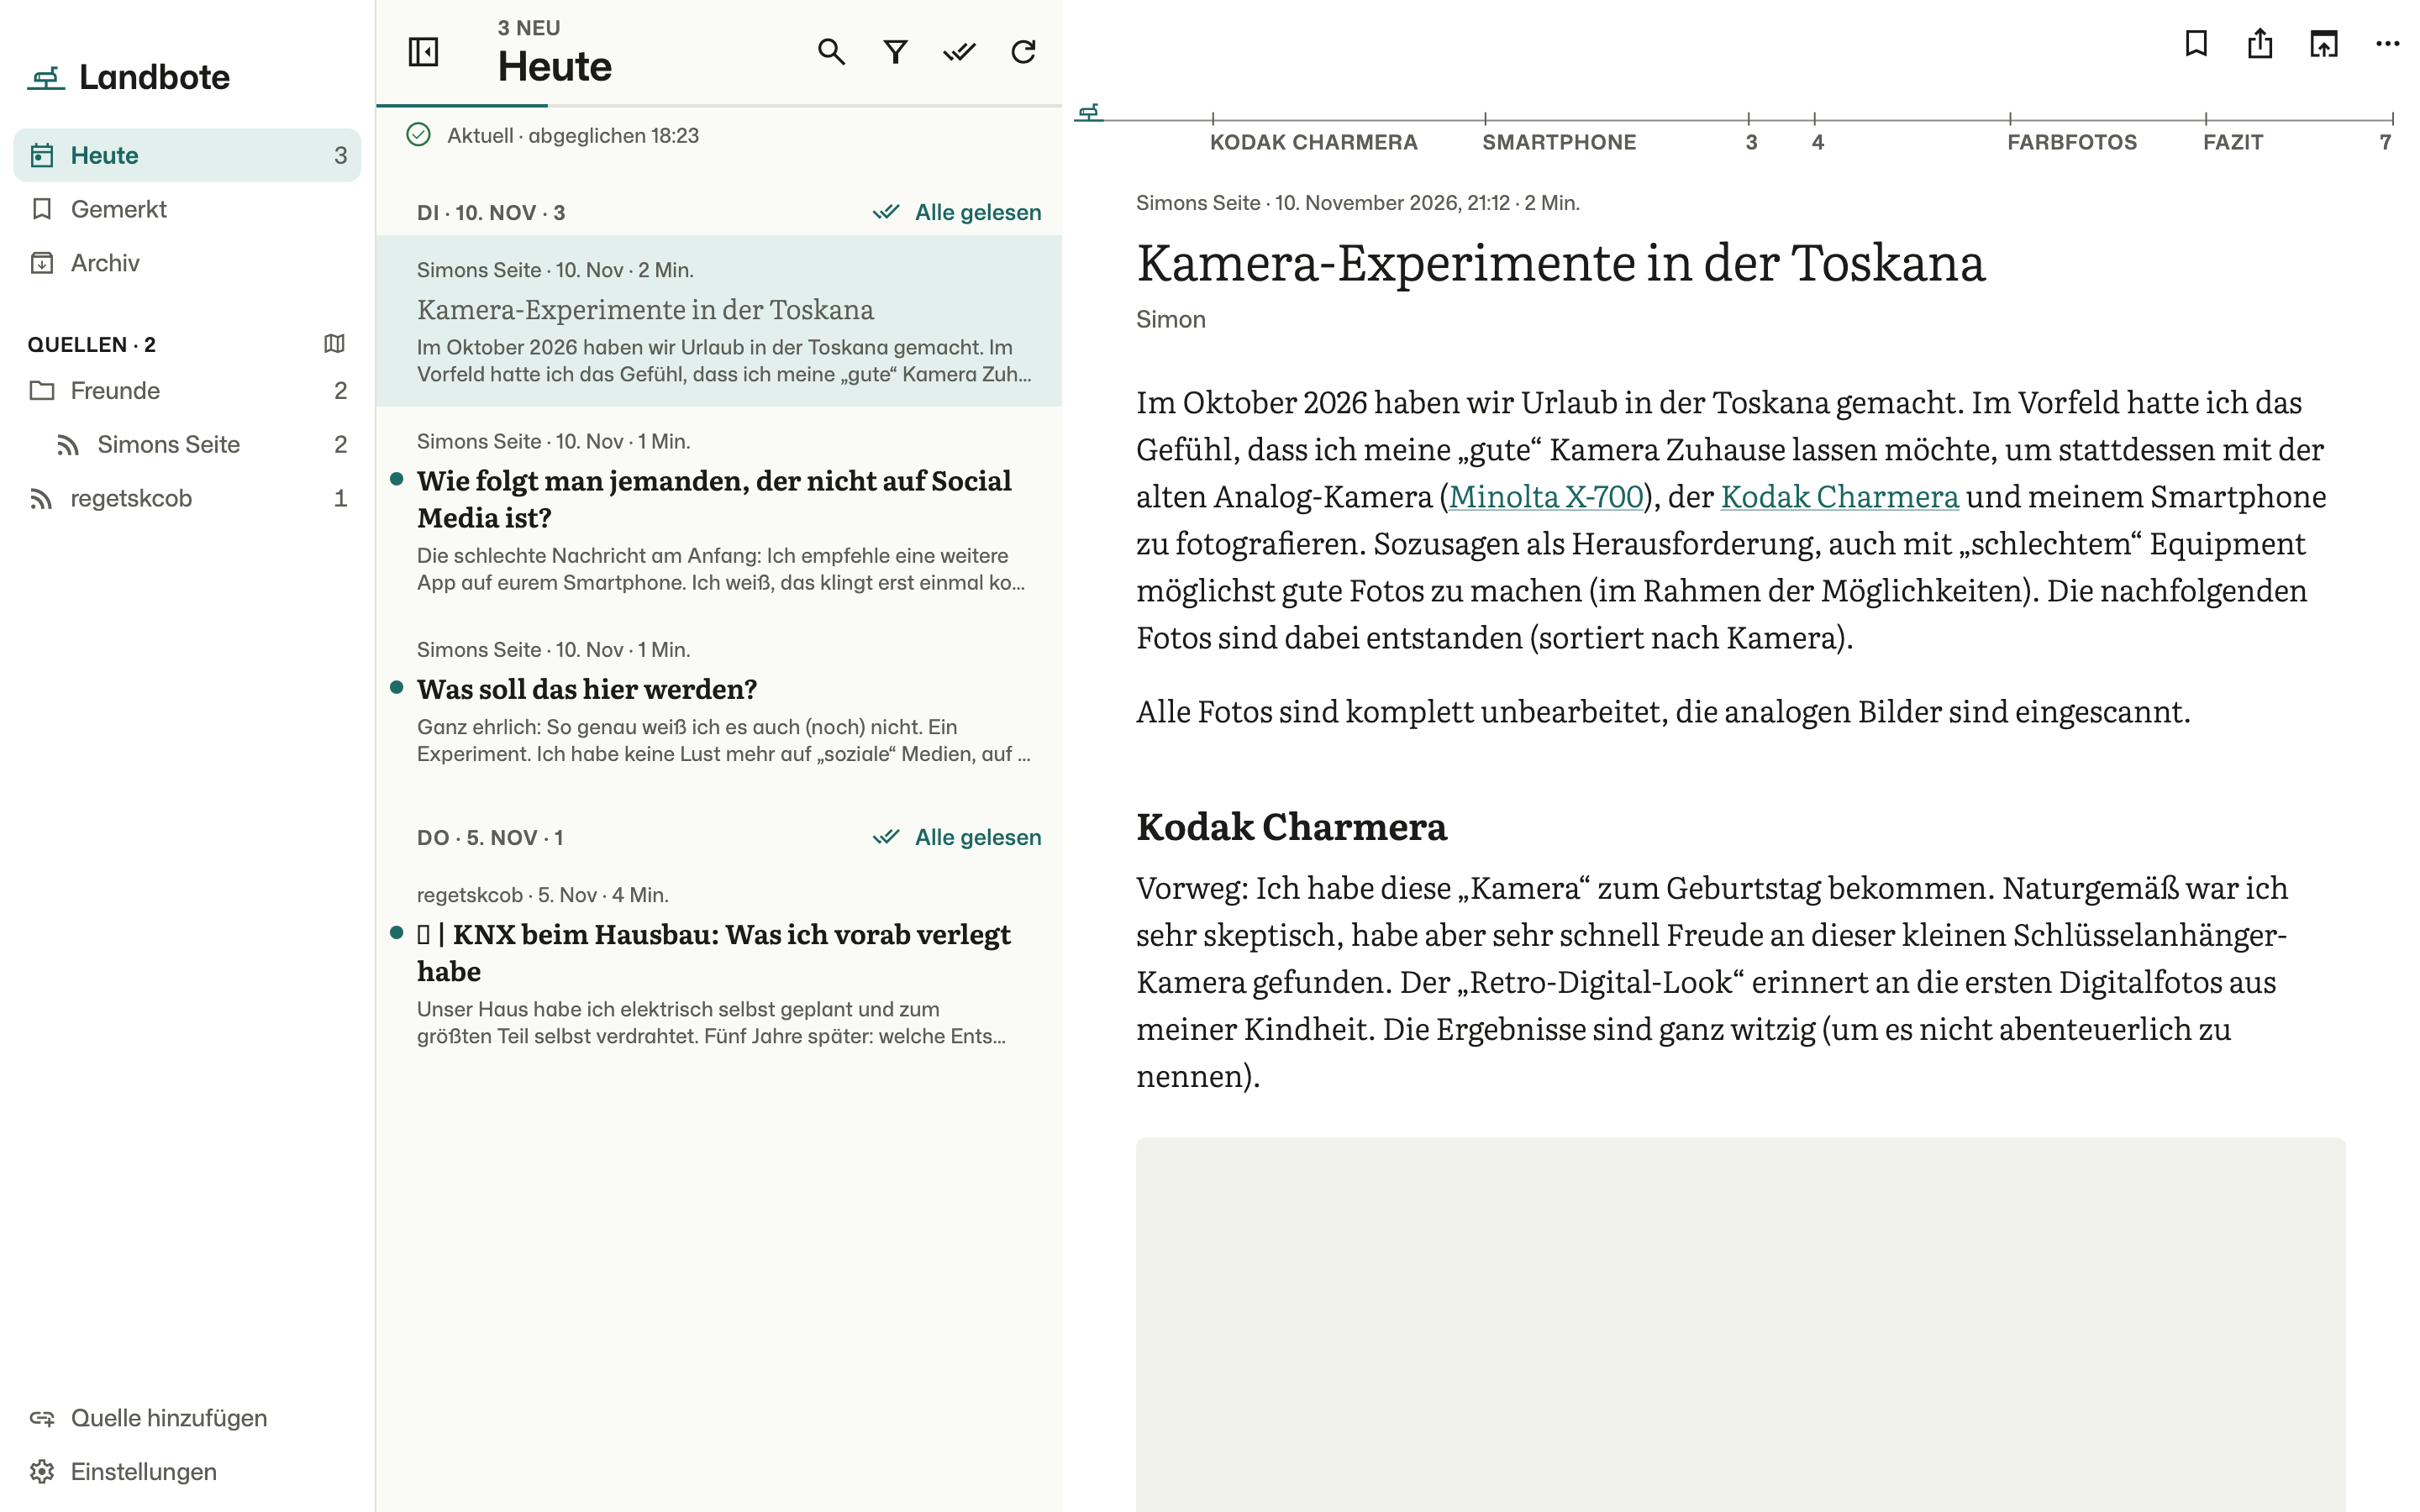 Landbote
Heute 3
Gemerkt
Archiv
QUELLEN · 2
Freunde 2
Simons Seite 2
regetskcob 1
Quelle hinzufügen
Einstellungen
3 NEU
Heute
Aktuell · abgeglichen 18:23
DI · 10. NOV · 3 Alle gelesen
Simons Seite · 10. Nov · 2 Min.
Kamera-Experimente in der Toskana
Im Oktober 2026 haben wir Urlaub in der Toskana gemacht. Im
Vorfeld hatte ich das Gefühl, dass ich meine „gute“ Kamera Zuh...
Simons Seite · 10. Nov · 1 Min.
Wie folgt man jemanden, der nicht auf Social
Media ist?
Die schlechte Nachricht am Anfang: Ich empfehle eine weitere
App auf eurem Smartphone. Ich weiß, das klingt erst einmal ko...
Simons Seite · 10. Nov · 1 Min.
Was soll das hier werden?
Ganz ehrlich: So genau weiß ich es auch (noch) nicht. Ein
Experiment. Ich habe keine Lust mehr auf „soziale“ Medien, auf ...
DO · 5. NOV · 1 Alle gelesen
regetskcob · 5. Nov · 4 Min.
| KNX beim Hausbau: Was ich vorab verlegt
habe
Unser Haus habe ich elektrisch selbst geplant und zum
größten Teil selbst verdrahtet. Fünf Jahre später: welche Ents...
KODAK CHARMERA SMARTPHONE 3 4 FARBFOTOS FAZIT 7
Simons Seite · 10. November 2026, 21:12 · 2 Min.
Kamera-Experimente in der Toskana
Simon
Im Oktober 2026 haben wir Urlaub in der Toskana gemacht. Im Vorfeld hatte ich das
Gefühl, dass ich meine „gute“ Kamera Zuhause lassen möchte, um stattdessen mit der
alten Analog-Kamera (Minolta X-700), der Kodak Charmera und meinem Smartphone
zu fotografieren. Sozusagen als Herausforderung, auch mit „schlechtem“ Equipment
möglichst gute Fotos zu machen (im Rahmen der Möglichkeiten). Die nachfolgenden
Fotos sind dabei entstanden (sortiert nach Kamera).
Alle Fotos sind komplett unbearbeitet, die analogen Bilder sind eingescannt.
Kodak Charmera
Vorweg: Ich habe diese „Kamera“ zum Geburtstag bekommen. Naturgemäß war ich
sehr skeptisch, habe aber sehr schnell Freude an dieser kleinen Schlüsselanhänger-
Kamera gefunden. Der „Retro-Digital-Look“ erinnert an die ersten Digitalfotos aus
meiner Kindheit. Die Ergebnisse sind ganz witzig (um es nicht abenteuerlich zu
nennen).